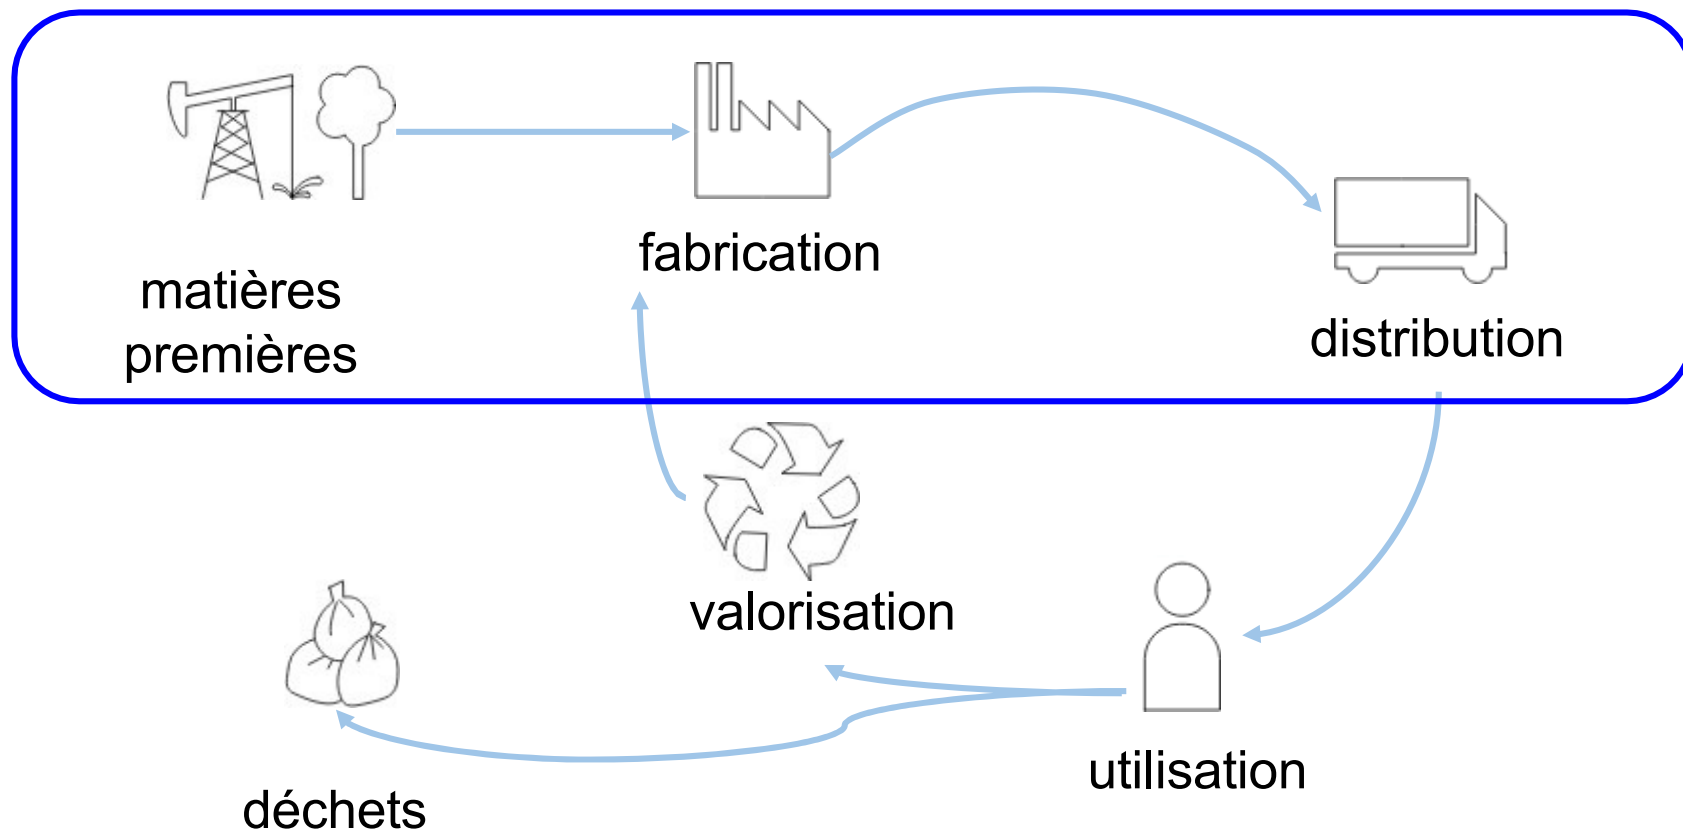 matières
premières
fabrication
distribution
valorisation
utilisation
déchets